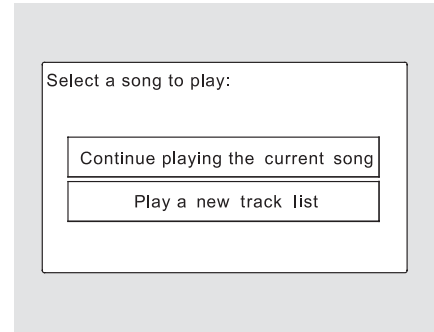 Select a song to play:
Continue playing the current song
Play a new track list